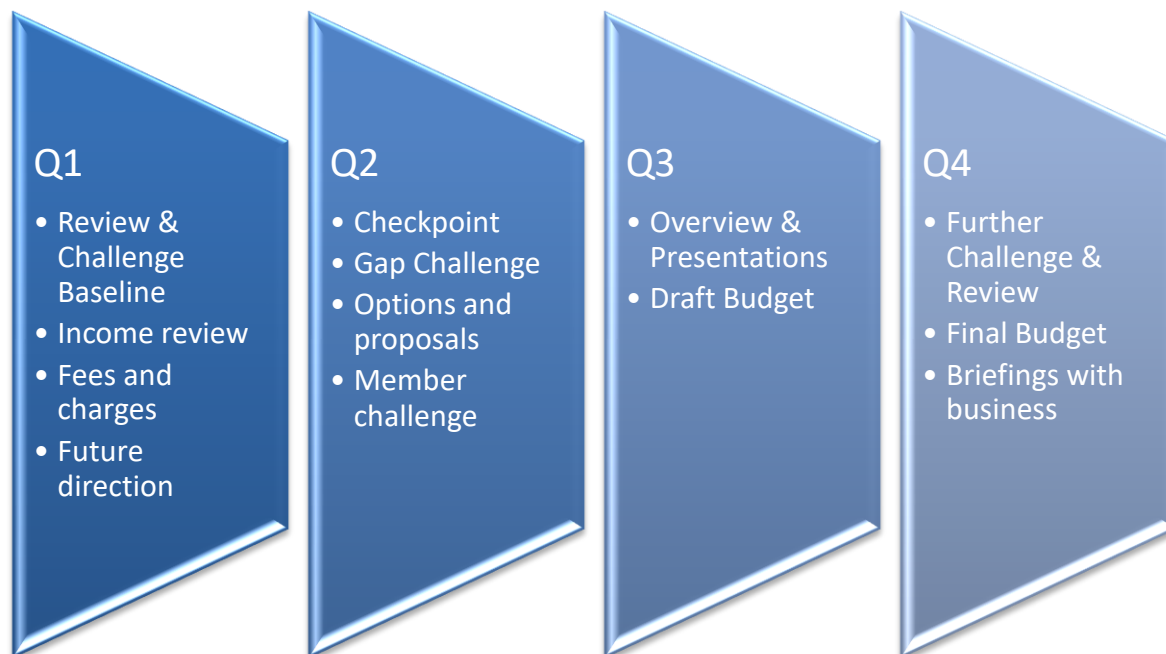 Q1
• Review &
Challenge
Baseline
• Income review
• Fees and
charges
• Future
direction
Q2
• Checkpoint
• Gap Challenge
• Options and
proposals
• Member
challenge
Q3
• Overview &
Presentations
• Draft Budget
Q4
• Further
Challenge &
Review
• Final Budget
• Briefings with
business